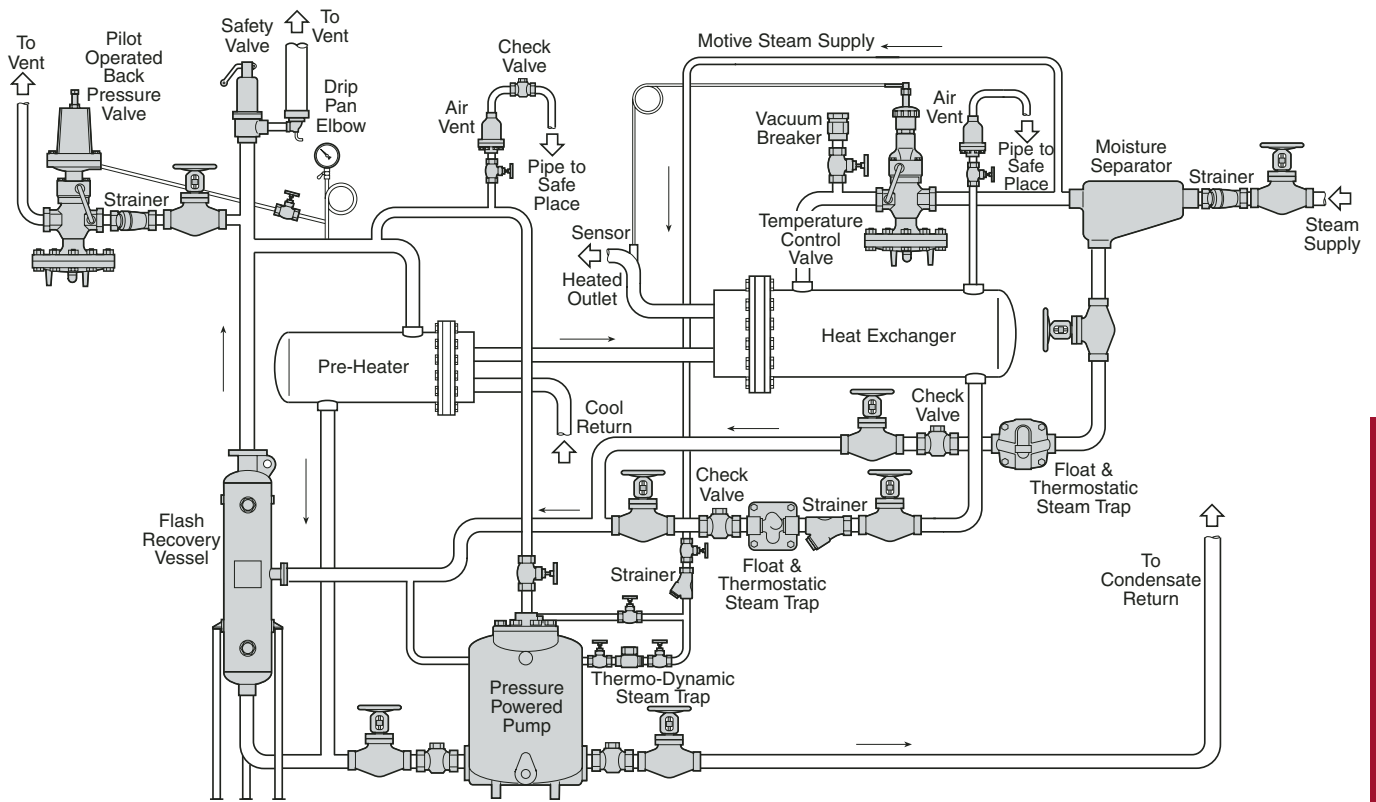 To
Vent
Pilot
Operated
Back
Pressure
Valve
Safety
Valve
To
Vent
Drip
Pan
Elbow
Strainer
Check
Valve
Air
Vent
Pipe to
Safe
Place
Motive Steam Supply
Vacuum
Breaker
Air
Vent
Pipe to
Safe
Place
Moisture
Separator
Strainer
Steam
Supply
Sensor
Heated
Outlet
Temperature
Control
Valve
Heat Exchanger
Pre-Heater
Cool
Return
Check
Valve
Float &
Thermostatic
Steam Trap
Flash
Recovery
Vessel
Check
Valve
Strainer
Strainer
Float &
Thermostatic
Steam Trap
To
Condensate
Return
Thermo-Dynamic
Steam Trap
Pressure
Powered
Pump